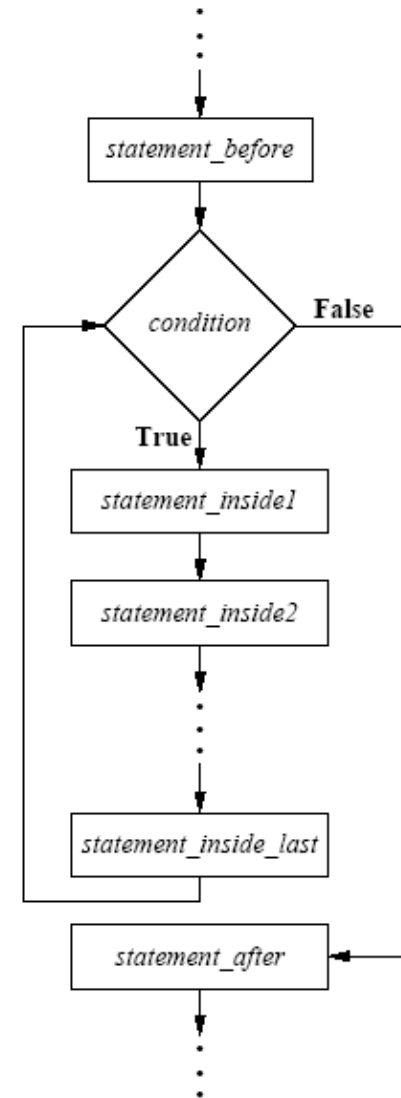 statement_before
condition
False
True
statement_inside1
statement_inside2
statement_inside_last
statement_after